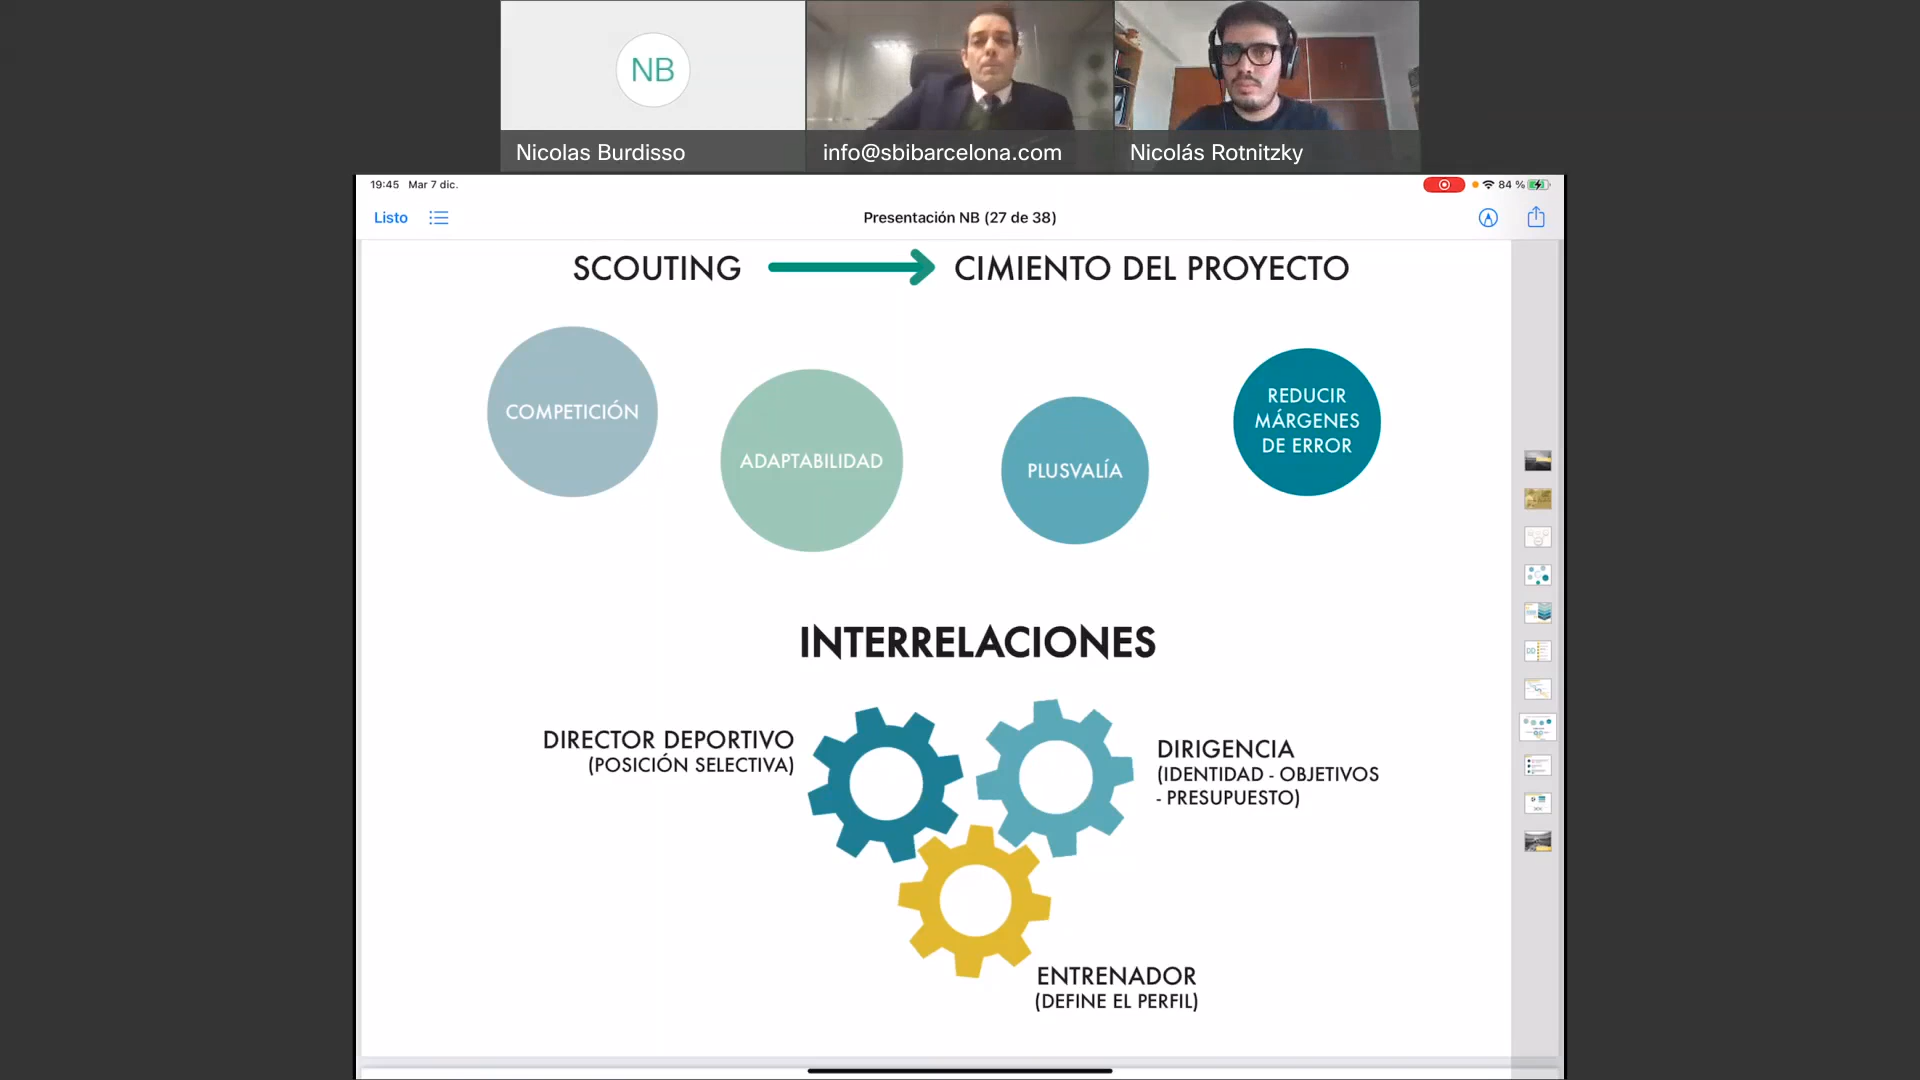 NB
Nicolas Burdisso
info@sbibarcelona.com
Nicolás Rotnitzky
19:45 Mar 7 dic.
84 %
Listo
Presentación NB (27 de 38)
SCOUTING
CIMIENTO DEL PROYECTO
COMPETICIÓN
ADAPTABILIDAD
PLUSVALÍA
REDUCIR
MÁRGENES
DE ERROR
INTERRELACIONES
DIRECTOR DEPORTIVO
(POSICIÓN SELECTIVA)
DIRIGENCIA
(IDENTIDAD - OBJETIVOS
- PRESUPUESTO)
ENTRENADOR
(DEFINE EL PERFIL)